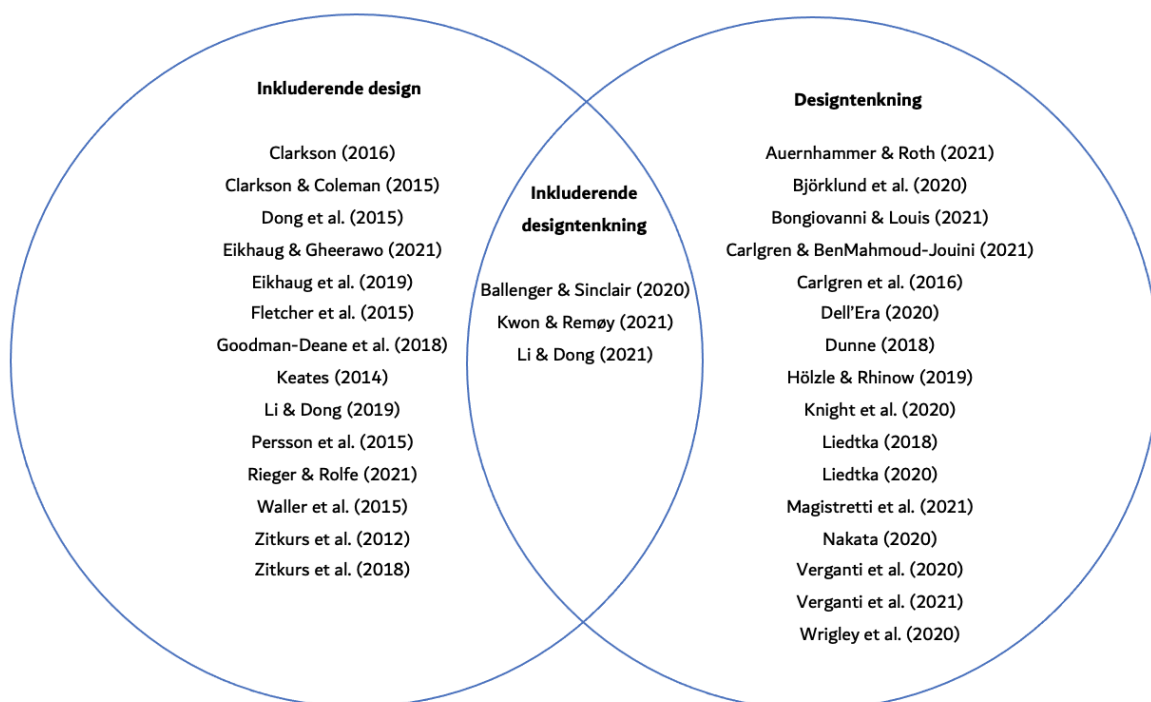 Inkluderende design
Clarkson (2016)
Clarkson & Coleman (2015)
Dong et al. (2015)
Eikhaug & Gheerawo (2021)
Eikhaug et al. (2019)
Fletcher et al. (2015)
Goodman-Deane et al. (2018)
Keates (2014)
Li & Dong (2019)
Persson et al. (2015)
Rieger & Rolfe (2021)
Waller et al. (2015)
Zitkurs et al. (2012)
Zitkurs et al. (2018)
Inkluderende
designtenkning
Ballenger & Sinclair (2020)
Kwon & Remøy (2021)
Li & Dong (2021)
Designtenkning
Auernhammer & Roth (2021)
Björklund et al. (2020)
Bongiovanni & Louis (2021)
Carlgren & BenMahmoud-Jouini (2021)
Carlgren et al. (2016)
Dell’Era (2020)
Dunne (2018)
Hölzle & Rhinow (2019)
Knight et al. (2020)
Liedtka (2018)
Liedtka (2020)
Magistretti et al. (2021)
Nakata (2020)
Verganti et al. (2020)
Verganti et al. (2021)
Wrigley et al. (2020)